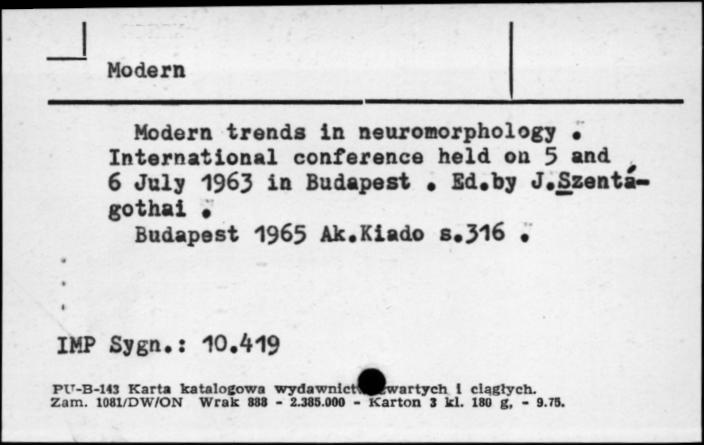 Modern
Modern trends in neuromorphology .
International conference held on 5 and
6 July 1963 in Budapest . Ed.by J.Szentá-
gothai .
Budapest 1965 Ak.Kiado s.316 .
IMP Sygn.: 10.419
PU-B-143 Karta katalogowa wydawnict wartych i ciągłych.
Zam. 1081/DW/ON Wrak 888 - 2.385.000 - Karton 3 kl. 180 g, - 9.75.